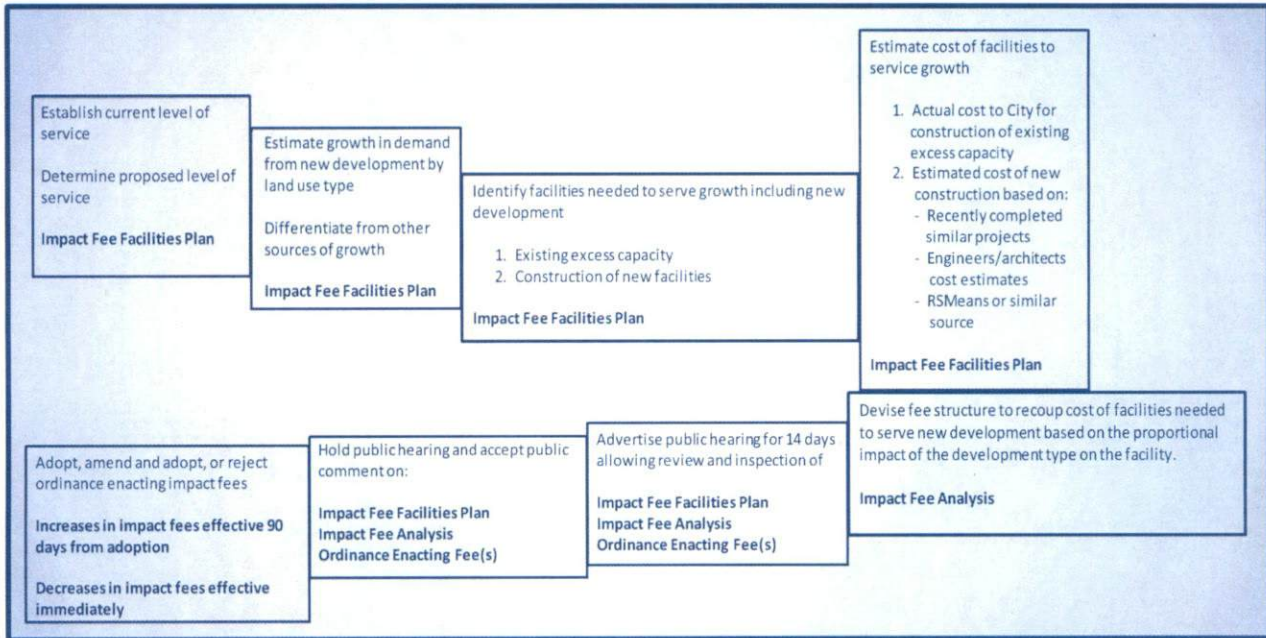 Establish current level of
service
Determine proposed level of
service
Impact Fee Facilities Plan
Estimate growth in demand
from new development by
land use type
Differentiate from other
sources of growth
Impact Fee Facilities Plan
Identify facilities needed to serve growth including new
development
1. Existing excess capacity
2. Construction of new facilities
Impact Fee Facilities Plan
Estimate cost of facilities to
service growth
1. Actual cost to City for
construction of existing
excess capacity
2. Estimated cost of new
construction based on:
- Recently completed
similar projects
- Engineers/architects
cost estimates
- RSMeans or similar
source
Impact Fee Facilities Plan
Devise fee structure to recoup cost of facilities needed
to serve new development based on the proportional
impact of the development type on the facility.
Impact Fee Analysis
Advertise public hearing for 14 days
allowing review and inspection of
Impact Fee Facilities Plan
Impact Fee Analysis
Ordinance Enacting Fee(s)
Hold public hearing and accept public
comment on:
Impact Fee Facilities Plan
Impact Fee Analysis
Ordinance Enacting Fee(s)
Adopt, amend and adopt, or reject
ordinance enacting impact fees
Increases in impact fees effective 90
days from adoption
Decreases in impact fees effective
immediately